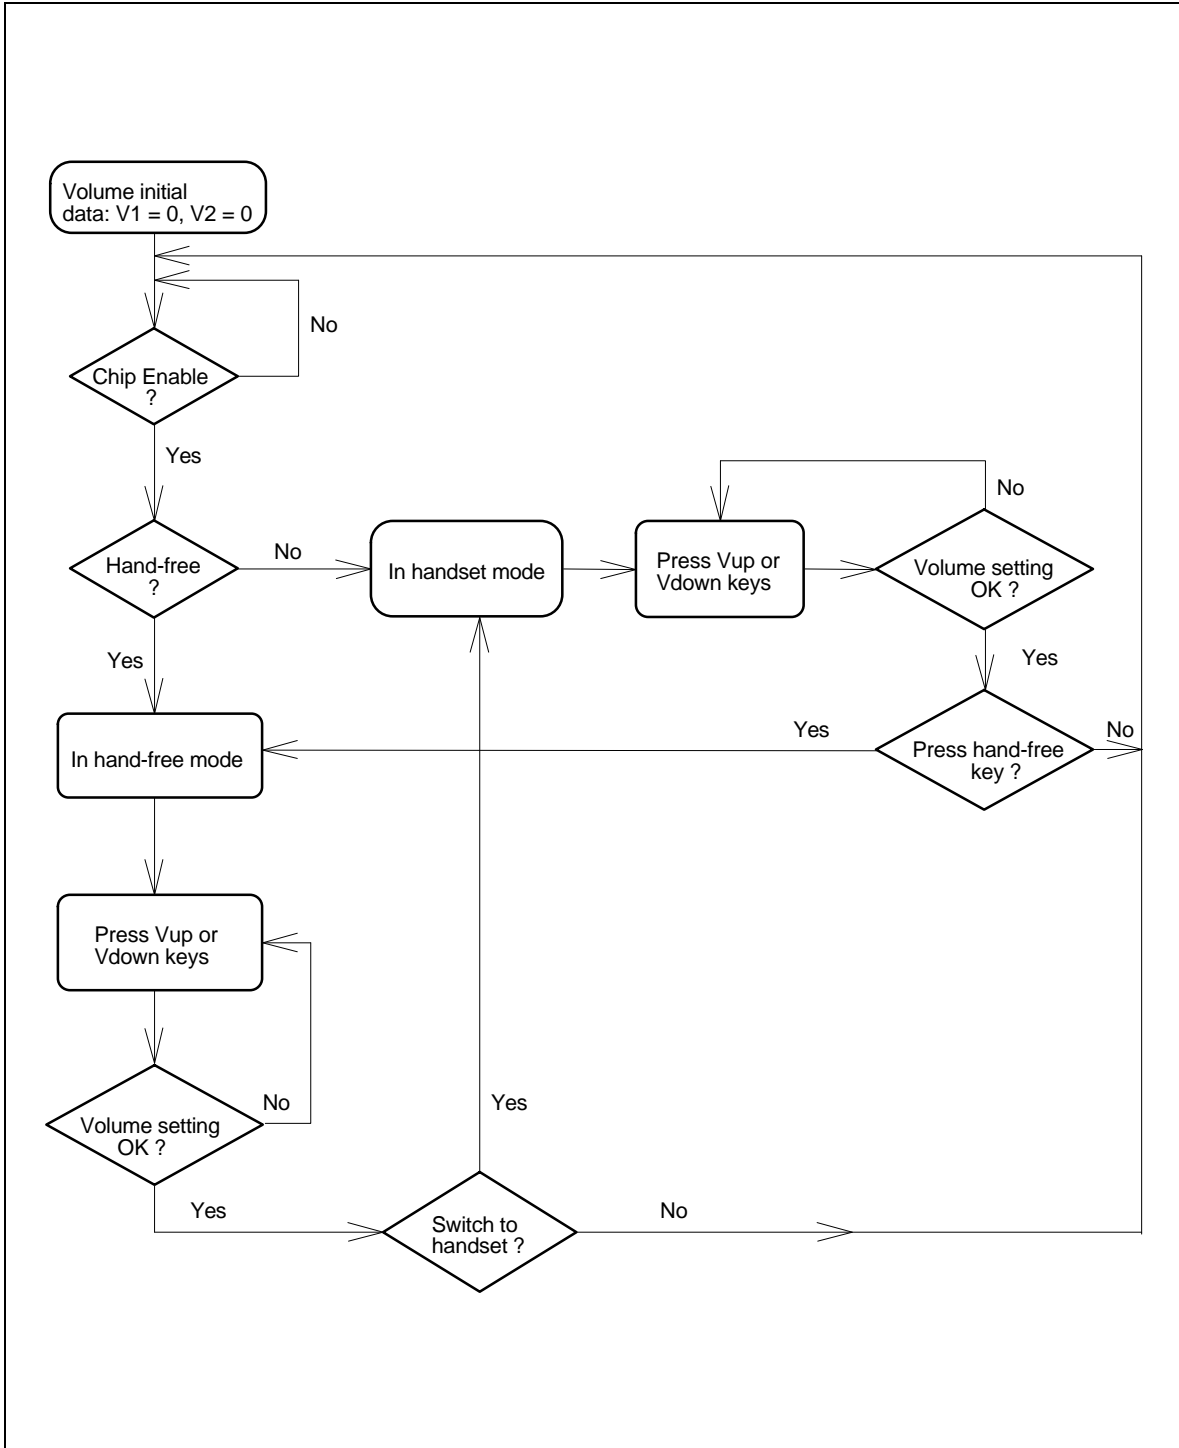 Volume initial
data: V1 = 0, V2 = 0
No
Chip Enable
?
Yes
No
Hand-free
?
No
In handset mode
Press Vup or
Vdown keys
Volume setting
OK ?
Yes
Yes
Yes
No
In hand-free mode
Press hand-free
key ?
Press Vup or
Vdown keys
No
Yes
Volume setting
OK ?
Yes
No
Switch to
handset ?